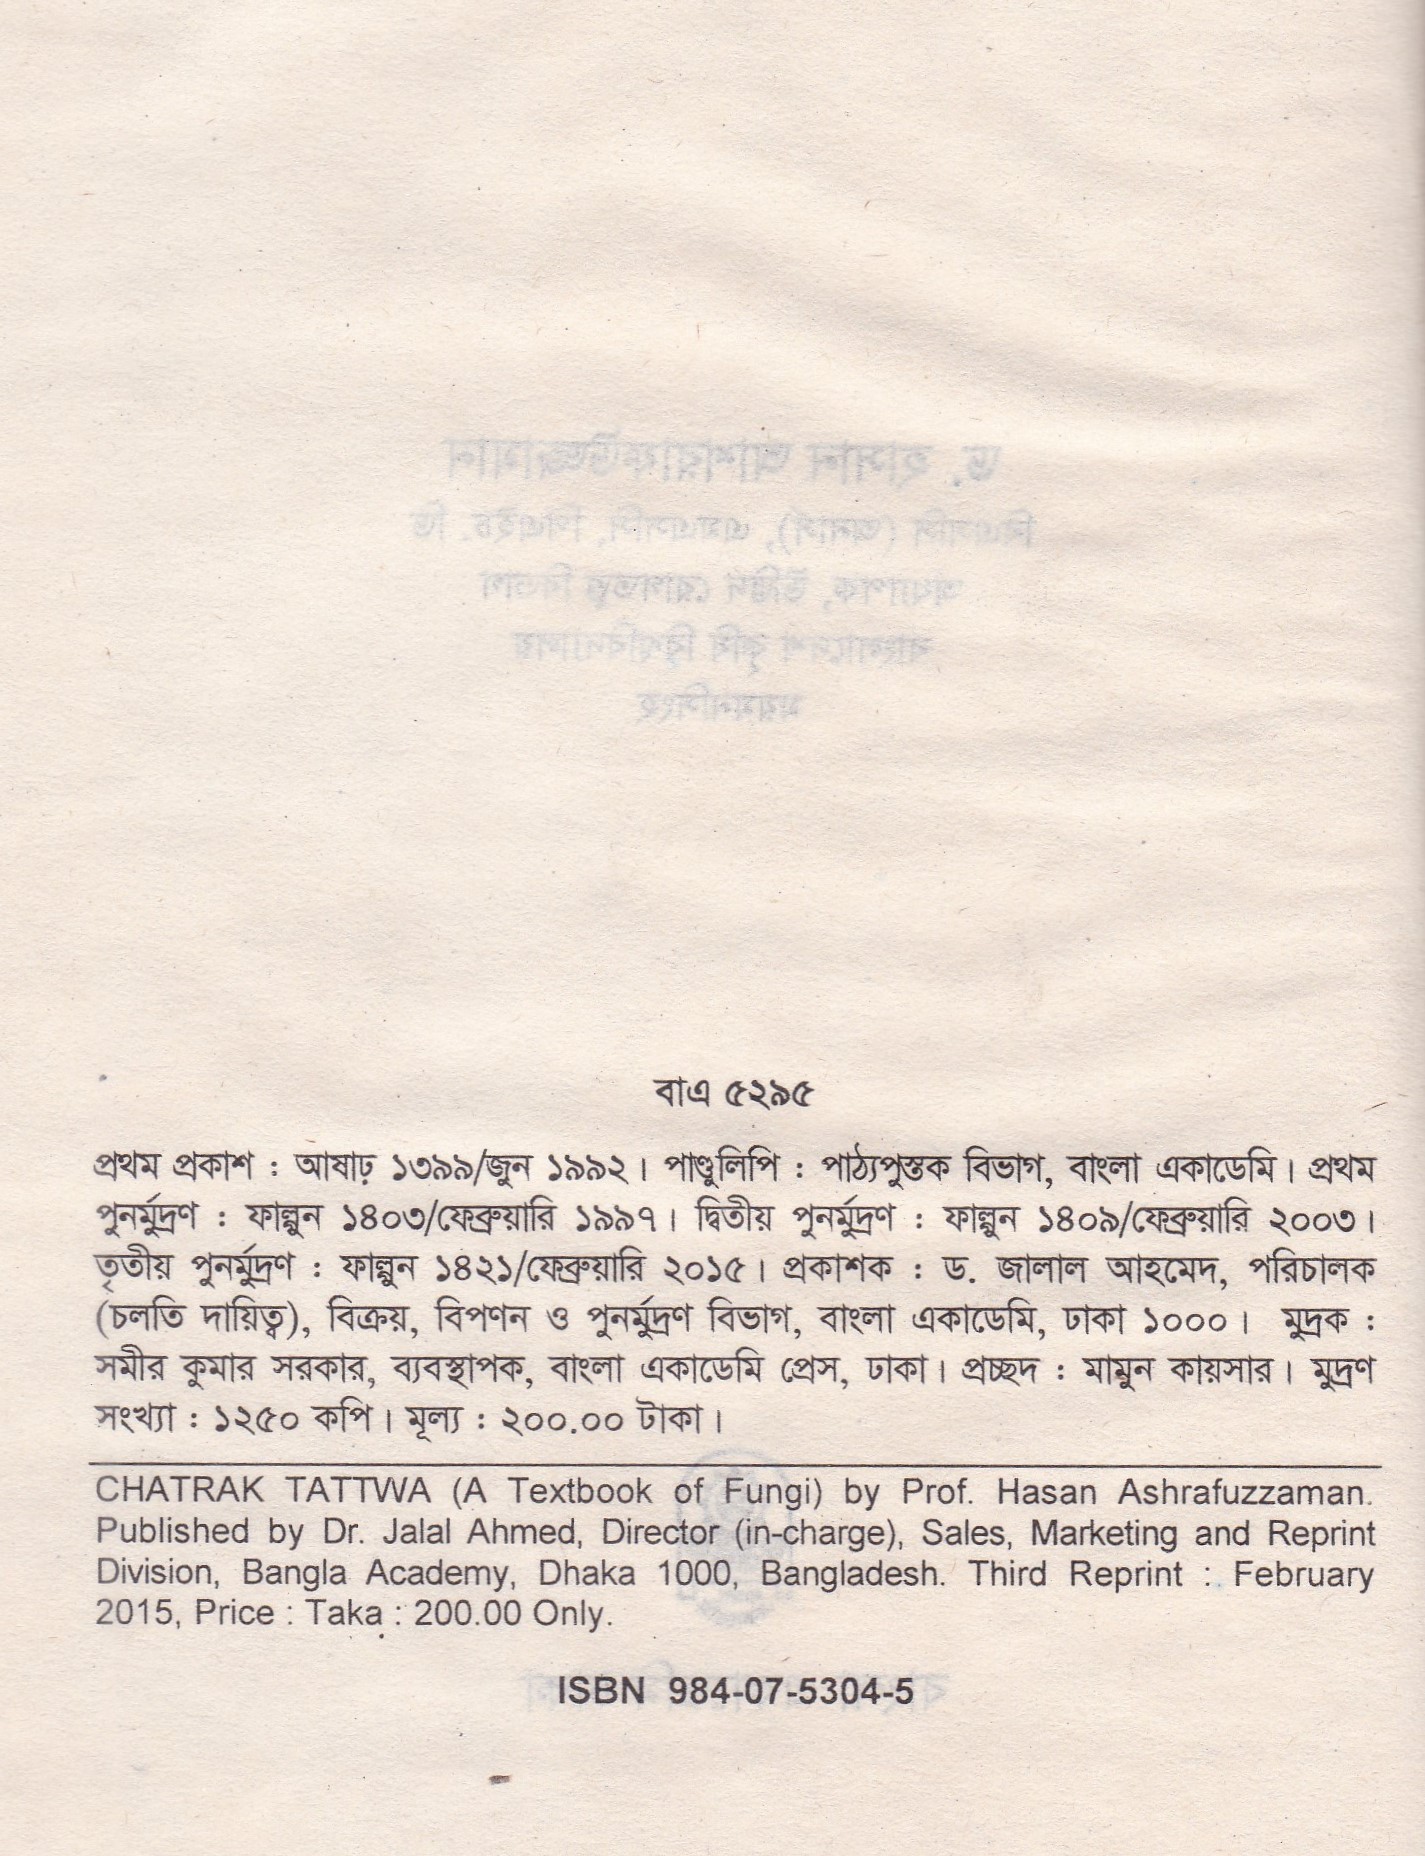 বাএ ৫২৯৫
প্রথম প্রকাশ : আষাঢ় ১৩৯৯/জুন ১৯৯২। পাণ্ডুলিপি : পাঠ্যপুস্তক বিভাগ, বাংলা একাডেমি। প্রথম
পুনর্মুদ্রণ : ফাল্গুন ১৪০৩/ফেব্রুয়ারি ১৯৯৭। দ্বিতীয় পুনর্মুদ্রণ : ফাল্গুন ১৪০৯/ফেব্রুয়ারি ২০০৩।
তৃতীয় পুনর্মুদ্রণ : ফাল্গুন ১৪২১/ফেব্রুয়ারি ২০১৫। প্রকাশক : ড. জালাল আহমেদ, পরিচালক
(চলতি দায়িত্ব), বিক্রয়, বিপণন ও পুনর্মুদ্রণ বিভাগ, বাংলা একাডেমি, ঢাকা ১০০০। মুদ্রক :
সমীর কুমার সরকার, ব্যবস্থাপক, বাংলা একাডেমি প্রেস, ঢাকা। প্রচ্ছদ : মামুন কায়সার। মুদ্রণ
সংখ্যা : ১২৫০ কপি। মূল্য : ২০০.০০ টাকা।
CHATRAK TATTWA (A Textbook of Fungi) by Prof. Hasan Ashrafuzzaman.
Published by Dr. Jalal Ahmed, Director (in-charge), Sales, Marketing and Reprint
Division, Bangla Academy, Dhaka 1000, Bangladesh. Third Reprint : February
2015, Price : Taka : 200.00 Only.
ISBN 984-07-5304-5